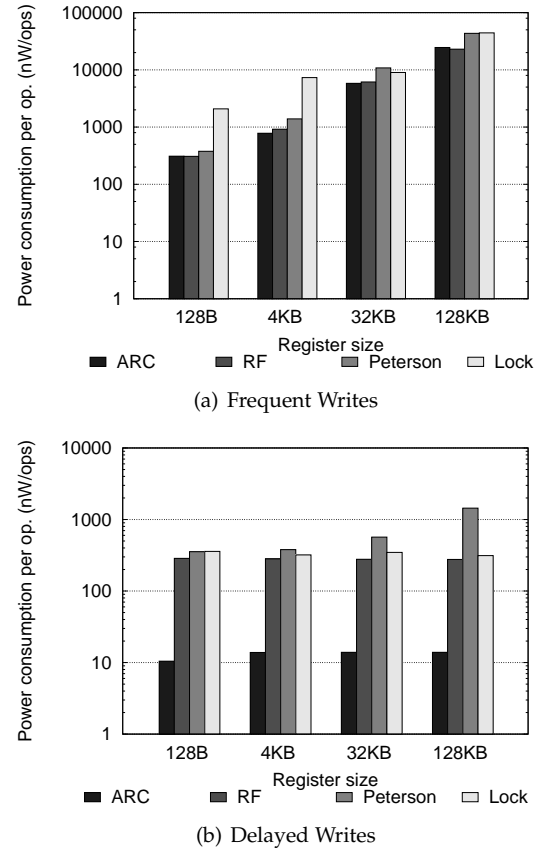 Power consumption per op. (nW/ops)
100000
10000
1000
100
10
1
128B 4KB 32KB 128KB
Register size
ARC RF Peterson Lock
(a) Frequent Writes
Power consumption per op. (nW/ops)
10000
1000
100
10
1
128B 4KB 32KB 128KB
Register size
ARC RF Peterson Lock
(b) Delayed Writes